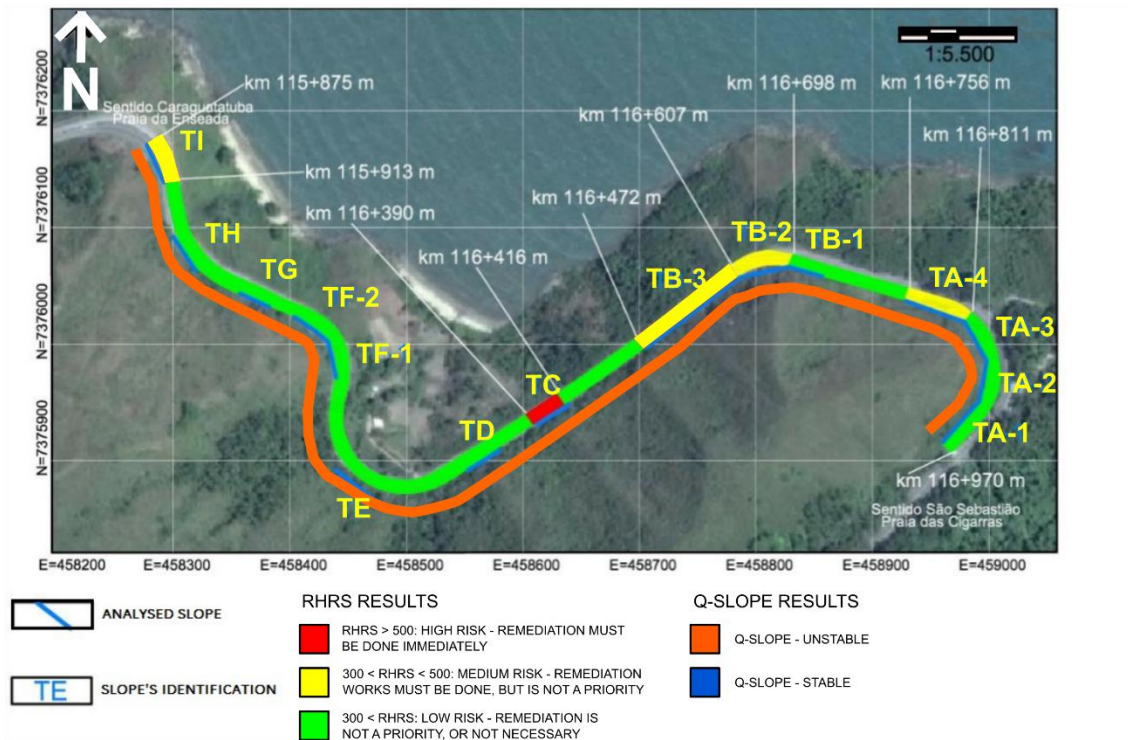 N
1:5.500
N=7376200
N=7376100
N=7376000
N=7375900
km 115+875 m
Sentido Caraguatatuba
Praia da Enseada
TI
km 115+913 m
km 116+390 m
km 116+416 m
km 116+472 m
km 116+607 m
km 116+698 m
km 116+756 m
km 116+811 m
TH
TG
TF-2
TF-1
TE
TD
TC
TB-3
TB-2
TB-1
TA-4
TA-3
TA-2
TA-1
km 116+970 m
Sentido São Sebastião
Praia das Cigarras
E=458200
E=458300
E=458400
E=458500
E=458600
E=458700
E=458800
E=458900
E=459000
ANALYSED SLOPE
TE
SLOPE'S IDENTIFICATION
RHRS RESULTS
RHRS > 500: HIGH RISK - REMEDIATION MUST
BE DONE IMMEDIATELY
300 < RHRS < 500: MEDIUM RISK - REMEDIATION
WORKS MUST BE DONE, BUT IS NOT A PRIORITY
300 < RHRS: LOW RISK - REMEDIATION IS
NOT A PRIORITY, OR NOT NECESSARY
Q-SLOPE RESULTS
Q-SLOPE - UNSTABLE
Q-SLOPE - STABLE